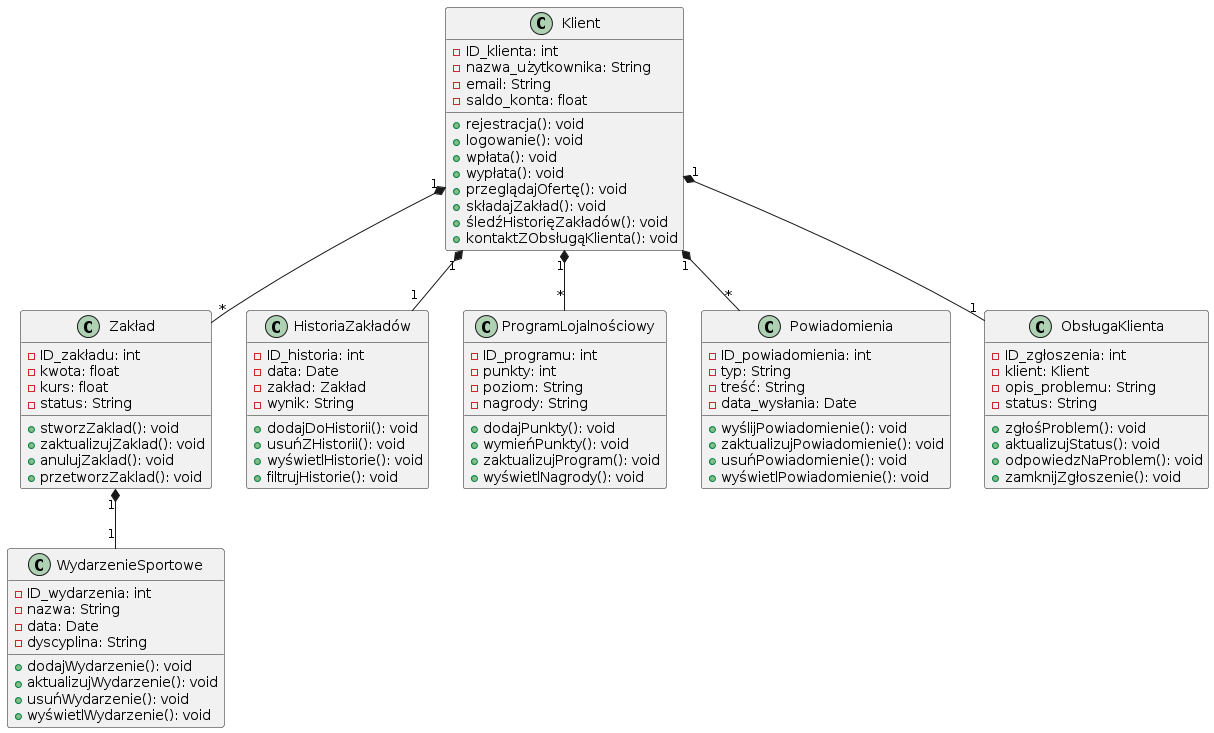 C Klient
ID_klienta: int
nazwa_użytkownika: String
email: String
saldo_konta: float
rejestracja(): void
logowanie(): void
wpłata(): void
wypłata(): void
przeglądajOfertę(): void
składajZakład(): void
śledźHistorięZakładów(): void
kontaktZObsługąKlienta(): void
1
1
1
1
1
*
1
*
*
1
C Zakład
ID_zakładu: int
kwota: float
kurs: float
status: String
stworzZaklad(): void
zaktualizujZaklad(): void
anulujZaklad(): void
przetworzZaklad(): void
C HistoriaZakładów
ID_historia: int
data: Date
zakład: Zakład
wynik: String
dodajDoHistorii(): void
usuńZHistorii(): void
wyświetlHistorie(): void
filtrujHistorie(): void
C ProgramLojalnościowy
ID_programu: int
punkty: int
poziom: String
nagrody: String
dodajPunkty(): void
wymieńPunkty(): void
zaktualizujProgram(): void
wyświetlNagrody(): void
C Powiadomienia
ID_powiadomienia: int
typ: String
treść: String
data_wysłania: Date
wyślijPowiadomienie(): void
zaktualizujPowiadomienie(): void
usuńPowiadomienie(): void
wyświetlPowiadomienie(): void
C ObsługaKlienta
ID_zgłoszenia: int
klient: Klient
opis_problemu: String
status: String
zgłośProblem(): void
aktualizujStatus(): void
odpowiedzNaProblem(): void
zamknijZgłoszenie(): void
1
1
C WydarzenieSportowe
ID_wydarzenia: int
nazwa: String
data: Date
dyscyplina: String
dodajWydarzenie(): void
aktualizujWydarzenie(): void
usuńWydarzenie(): void
wyświetlWydarzenie(): void